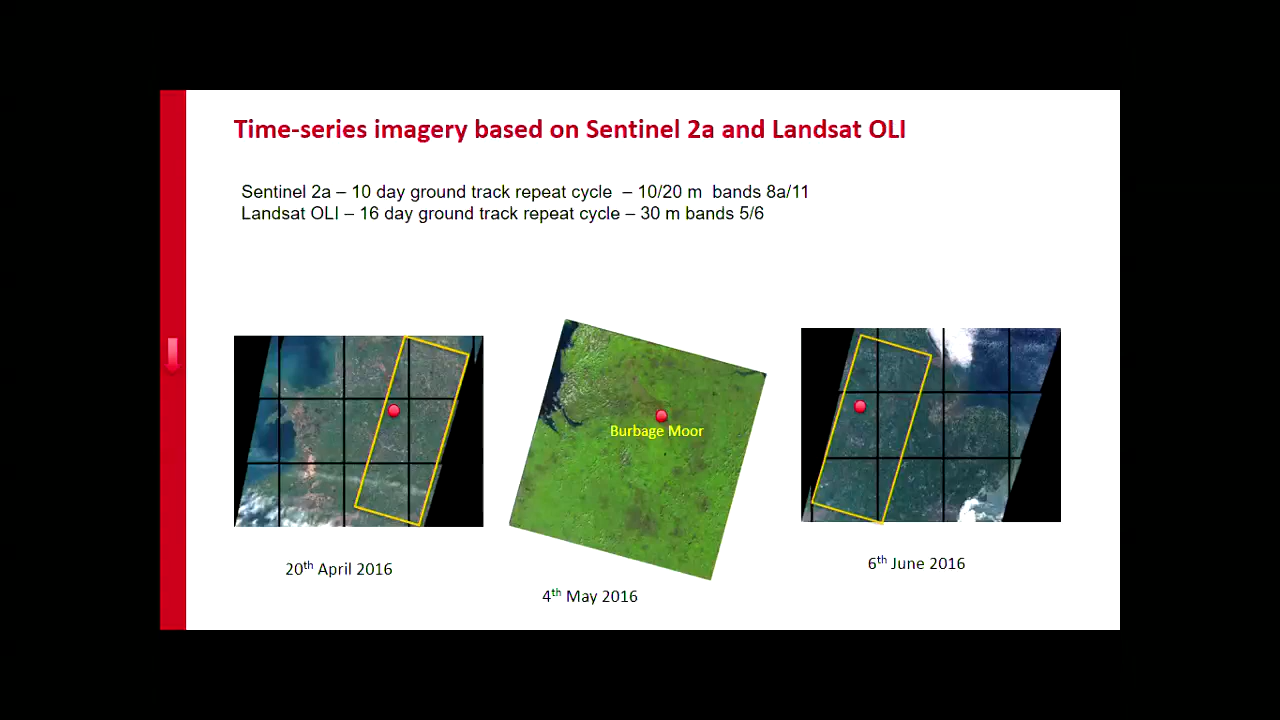 Time-series imagery based on Sentinel 2a and Landsat OLI
Sentinel 2a – 10 day ground track repeat cycle – 10/20 m bands 8a/11
Landsat OLI – 16 day ground track repeat cycle – 30 m bands 5/6
Burbage Moor
20th April 2016
4th May 2016
6th June 2016